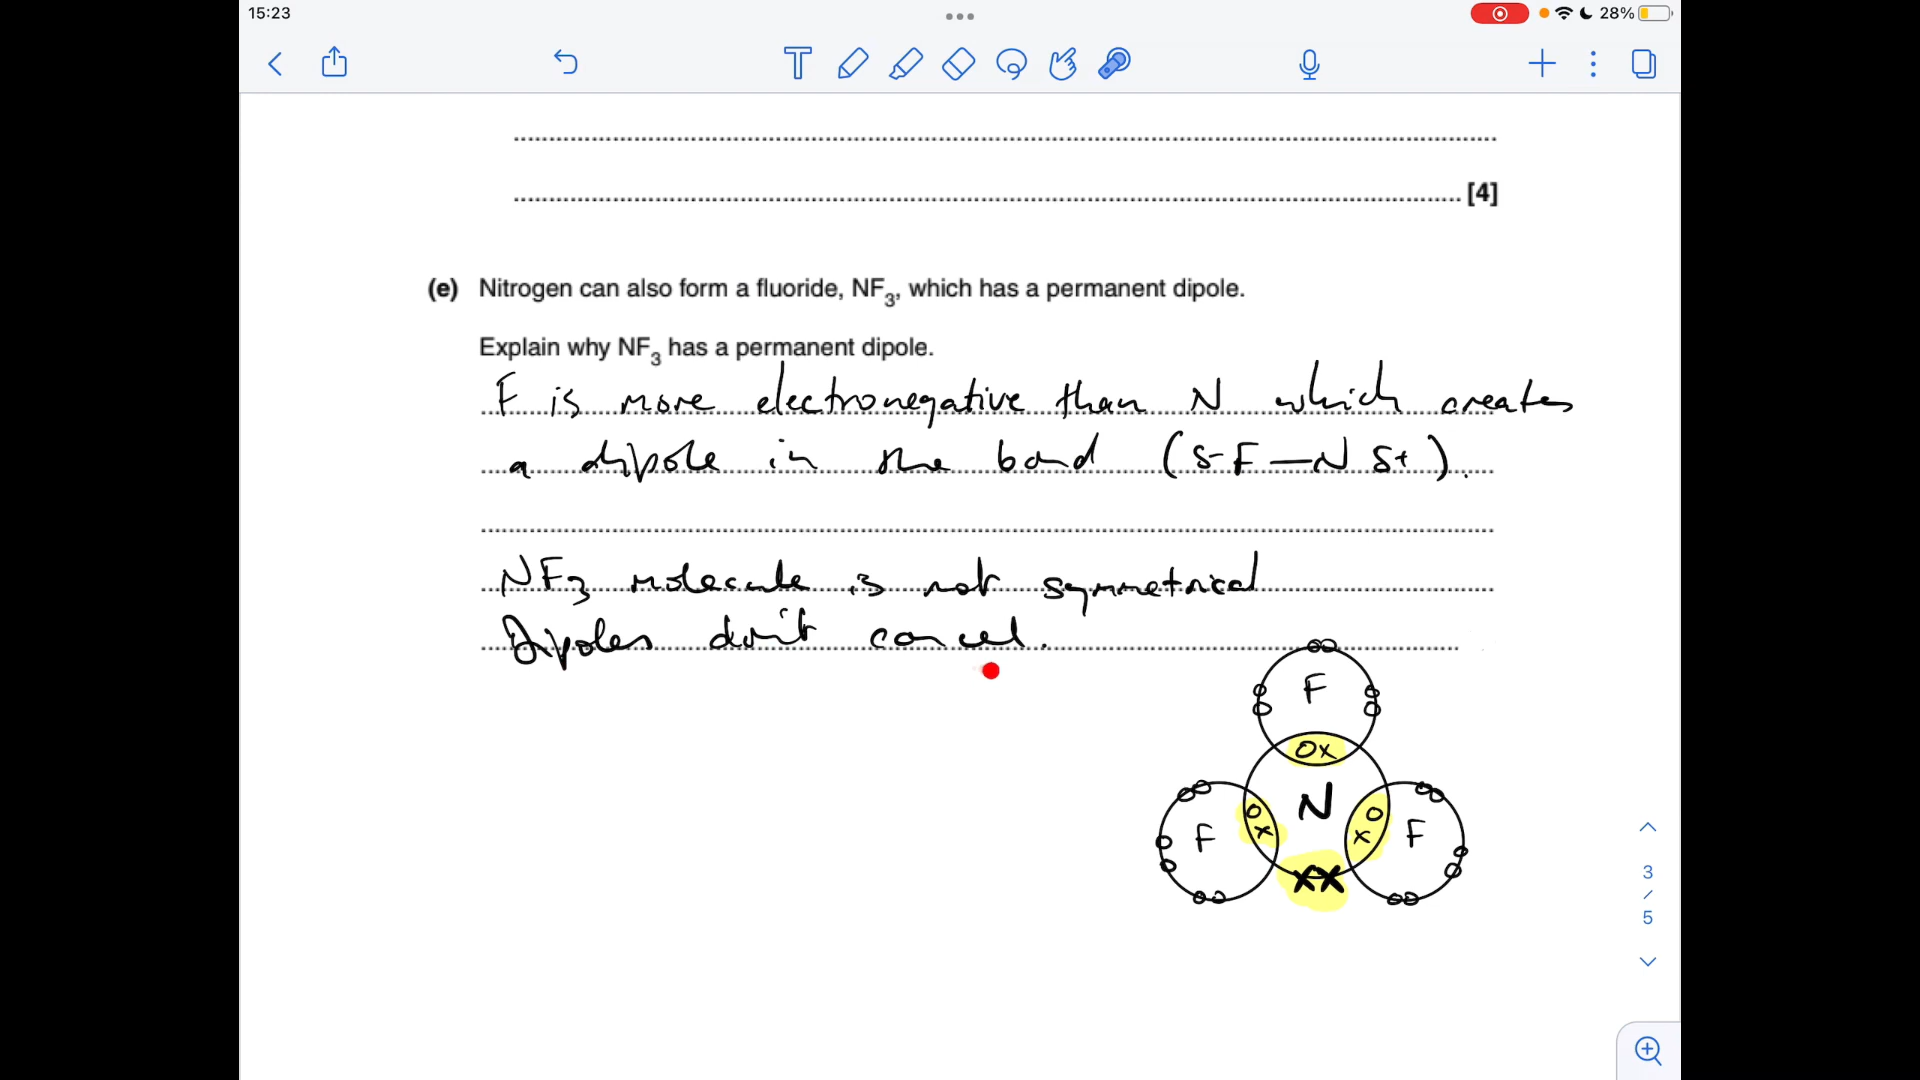 15:23
28%
[4]
(e) Nitrogen can also form a fluoride, NF₃, which has a permanent dipole.
Explain why NF₃ has a permanent dipole.
F is more electronegative than N which creates
a dipole in the bond (δ- F — N δ+).
NF₃ molecule is not symmetrical
Dipoles don't cancel.
F
OX
N
F
O
X
O
X
F
XX
3
/
5